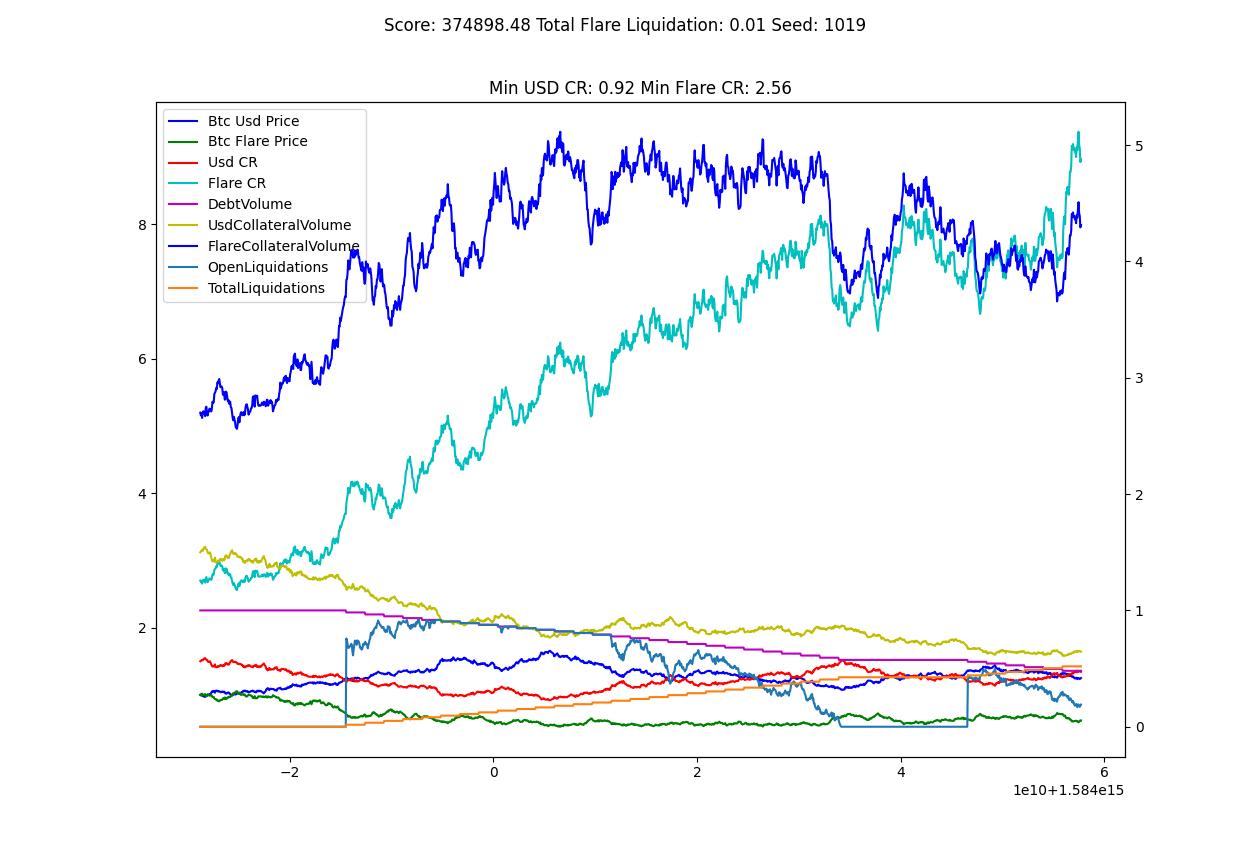 Score: 374898.48 Total Flare Liquidation: 0.01 Seed: 1019
Min USD CR: 0.92 Min Flare CR: 2.56
Btc Usd Price
Btc Flare Price
Usd CR
Flare CR
DebtVolume
UsdCollateralVolume
FlareCollateralVolume
OpenLiquidations
TotalLiquidations
8
6
4
2
5
4
3
2
1
0
−2
0
2
4
6
1e10+1.584e15